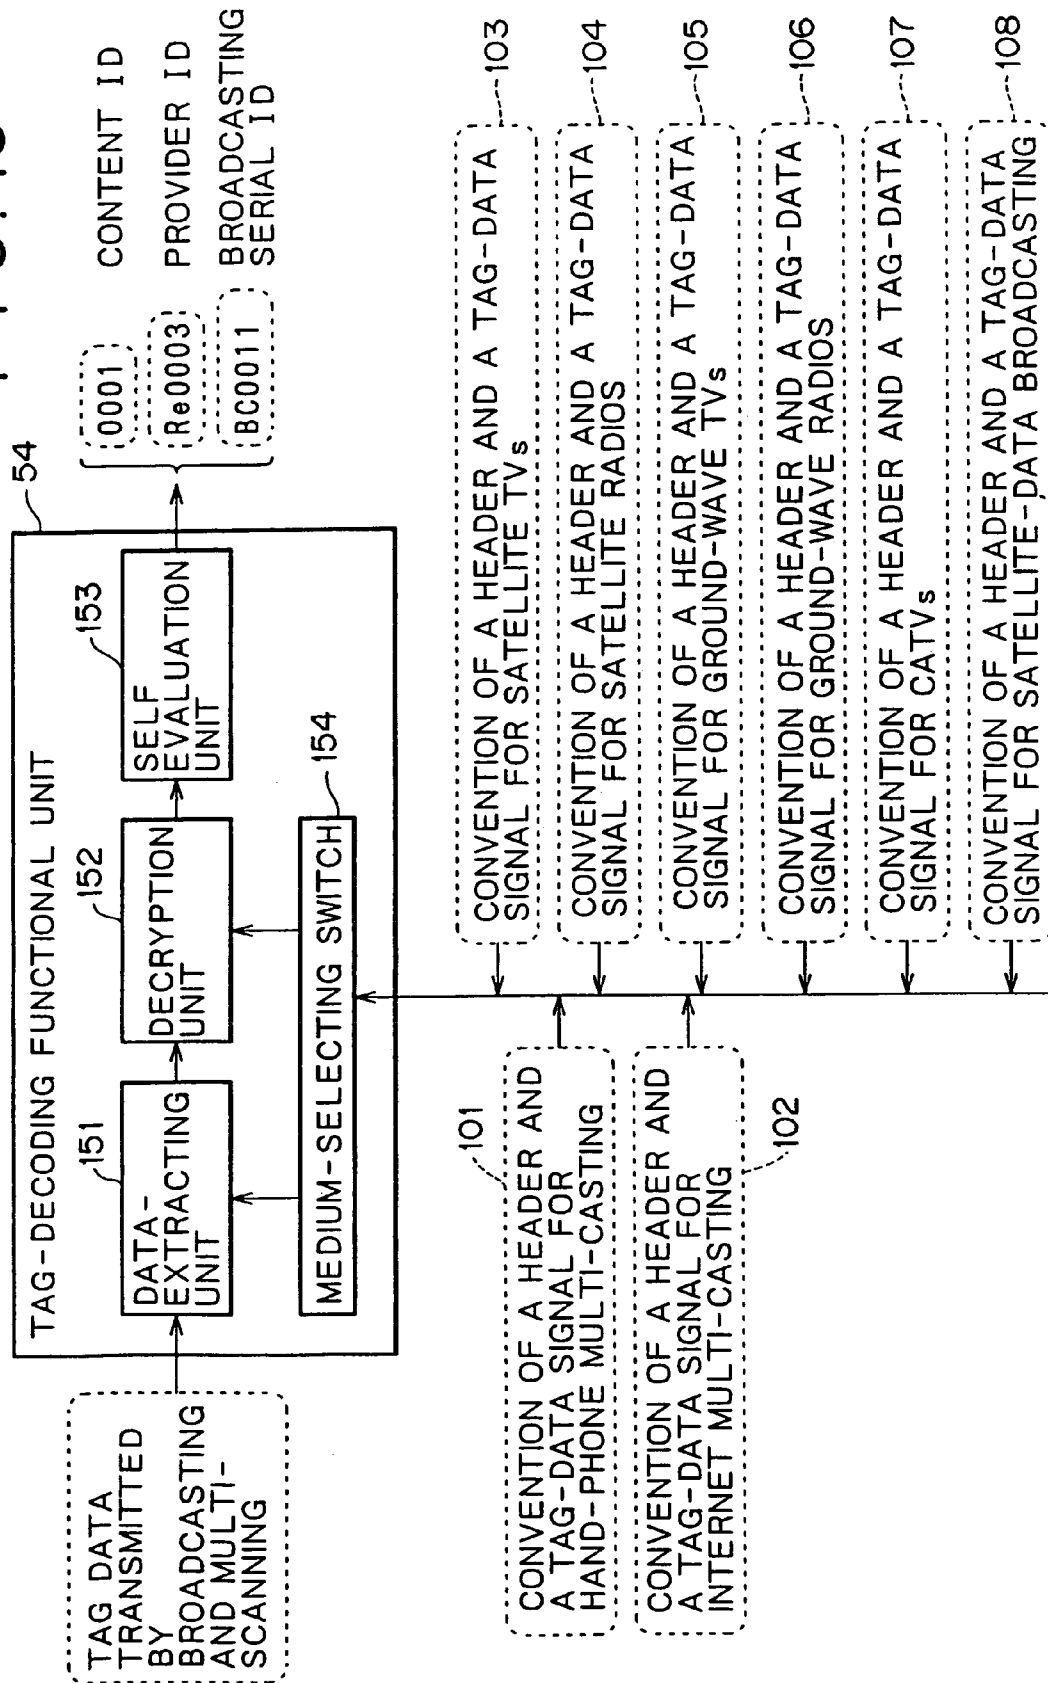 TAG DATA
TRANSMITTED
BY
BROADCASTING
AND MULTI-
SCANNING
TAG-DECODING FUNCTIONAL UNIT
54
151
DATA-
EXTRACTING
UNIT
152
DECRYPTION
UNIT
153
SELF
EVALUATION
UNIT
MEDIUM-SELECTING SWITCH
154
0001
CONTENT ID
Re0003
PROVIDER ID
BC0011
BROADCASTING
SERIAL ID
101
CONVENTION OF A HEADER AND
A TAG-DATA SIGNAL FOR
HAND-PHONE MULTI-CASTING
CONVENTION OF A HEADER AND
A TAG-DATA SIGNAL FOR
INTERNET MULTI-CASTING
102
CONVENTION OF A HEADER AND A TAG-DATA
SIGNAL FOR SATELLITE TVs
103
CONVENTION OF A HEADER AND A TAG-DATA
SIGNAL FOR SATELLITE RADIOS
104
CONVENTION OF A HEADER AND A TAG-DATA
SIGNAL FOR GROUND-WAVE TVs
105
CONVENTION OF A HEADER AND A TAG-DATA
SIGNAL FOR GROUND-WAVE RADIOS
106
CONVENTION OF A HEADER AND A TAG-DATA
SIGNAL FOR CATVs
107
CONVENTION OF A HEADER AND A TAG-DATA
SIGNAL FOR SATELLITE-DATA BROADCASTING
108